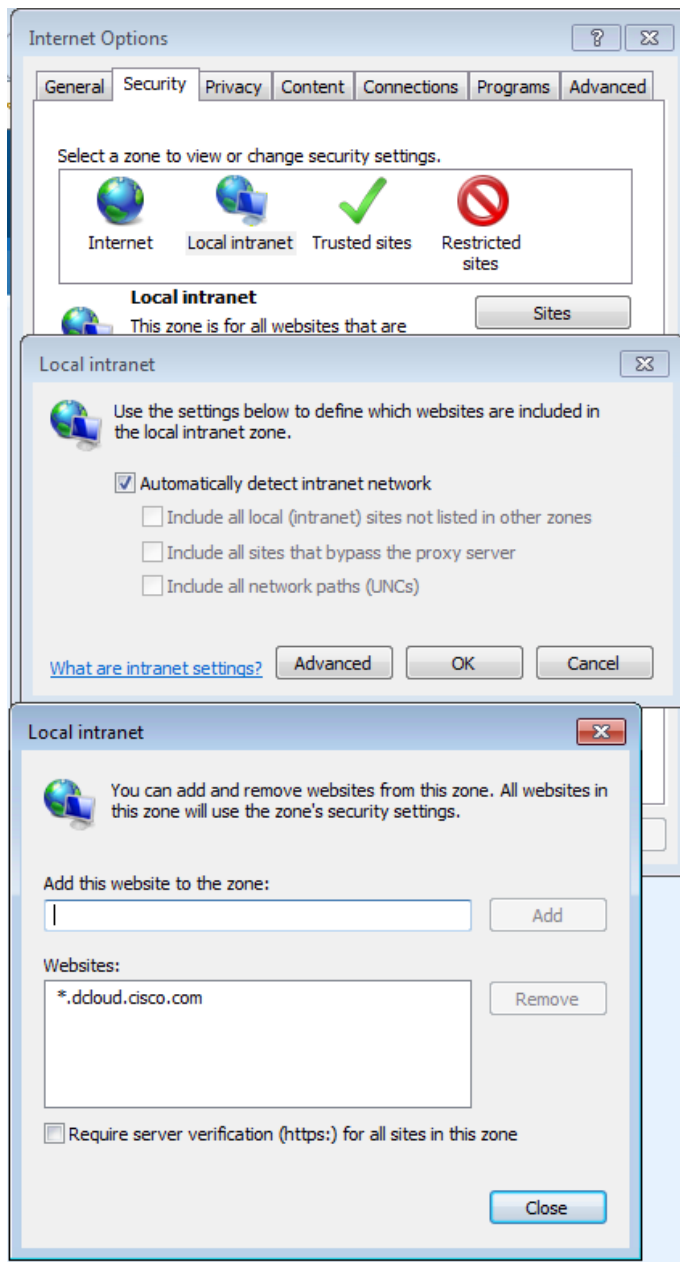 Internet Options
General Security Privacy Content Connections Programs Advanced
Select a zone to view or change security settings.
Internet Local intranet Trusted sites Restricted
sites
Local intranet
This zone is for all websites that are
Sites
Local intranet
Use the settings below to define which websites are included in
the local intranet zone.
Automatically detect intranet network
Include all local (intranet) sites not listed in other zones
Include all sites that bypass the proxy server
Include all network paths (UNCs)
What are intranet settings? Advanced OK Cancel
Local intranet
You can add and remove websites from this zone. All websites in
this zone will use the zone's security settings.
Add this website to the zone:
Add
Websites:
*.dcloud.cisco.com
Remove
Require server verification (https:) for all sites in this zone
Close